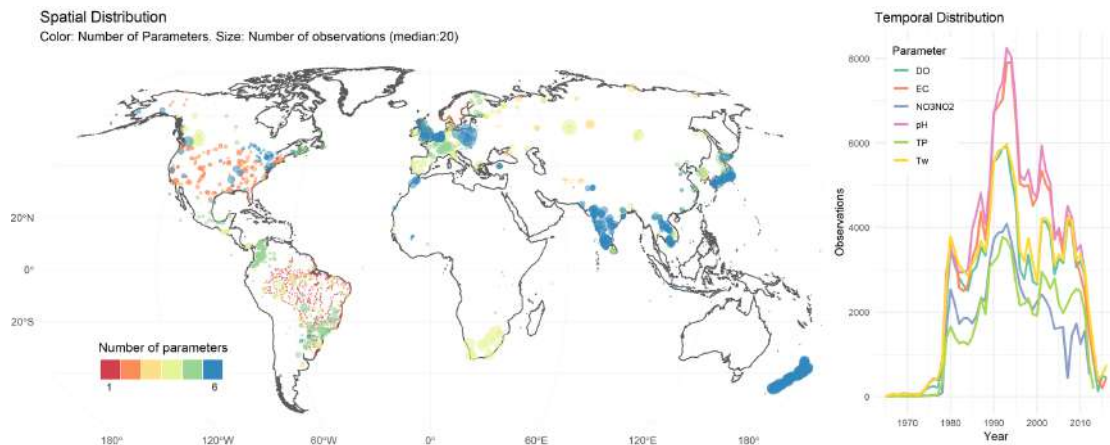 Spatial Distribution
Color: Number of Parameters. Size: Number of observations (median:20)
20°N
0°
20°S
Number of parameters
1 6
180° 120°W 60°W 0° 60°E 120°E 180°
Temporal Distribution
Parameter
DO
EC
NO3NO2
pH
TP
Tw
Observations
8000
6000
4000
2000
0
1970 1980 1990 2000 2010
Year